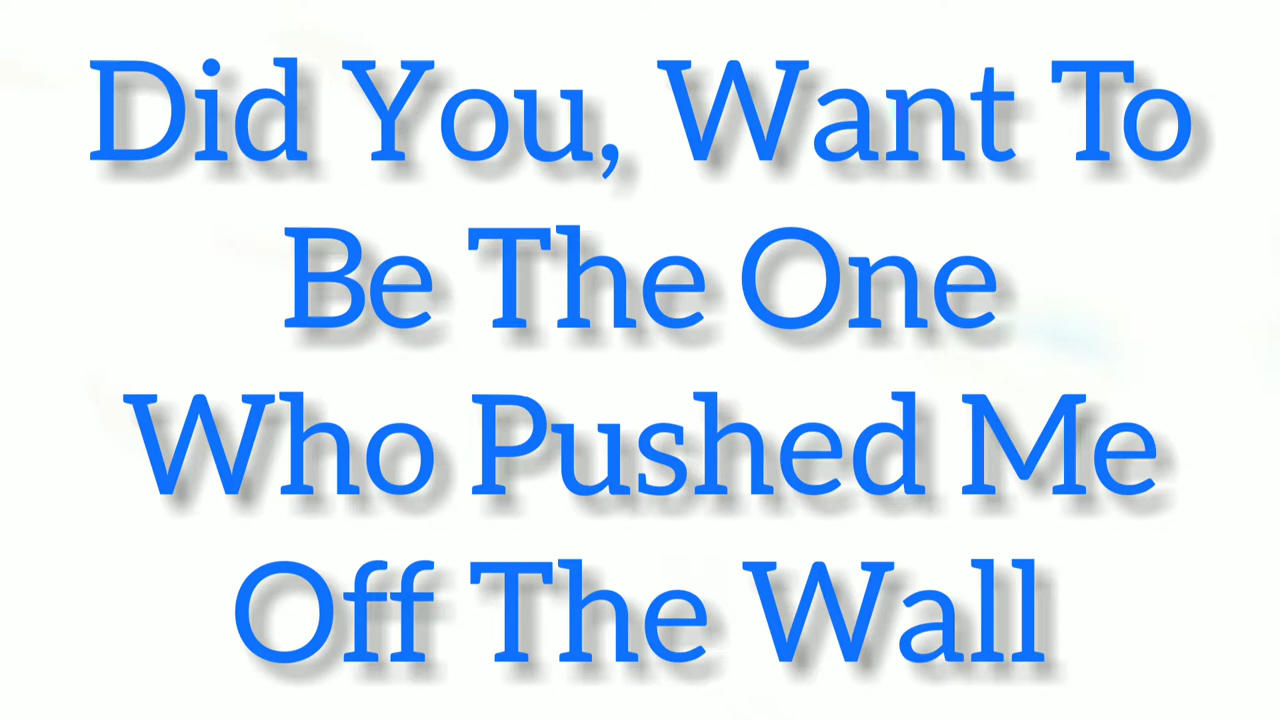 Did You, Want To
Be The One
Who Pushed Me
Off The Wall